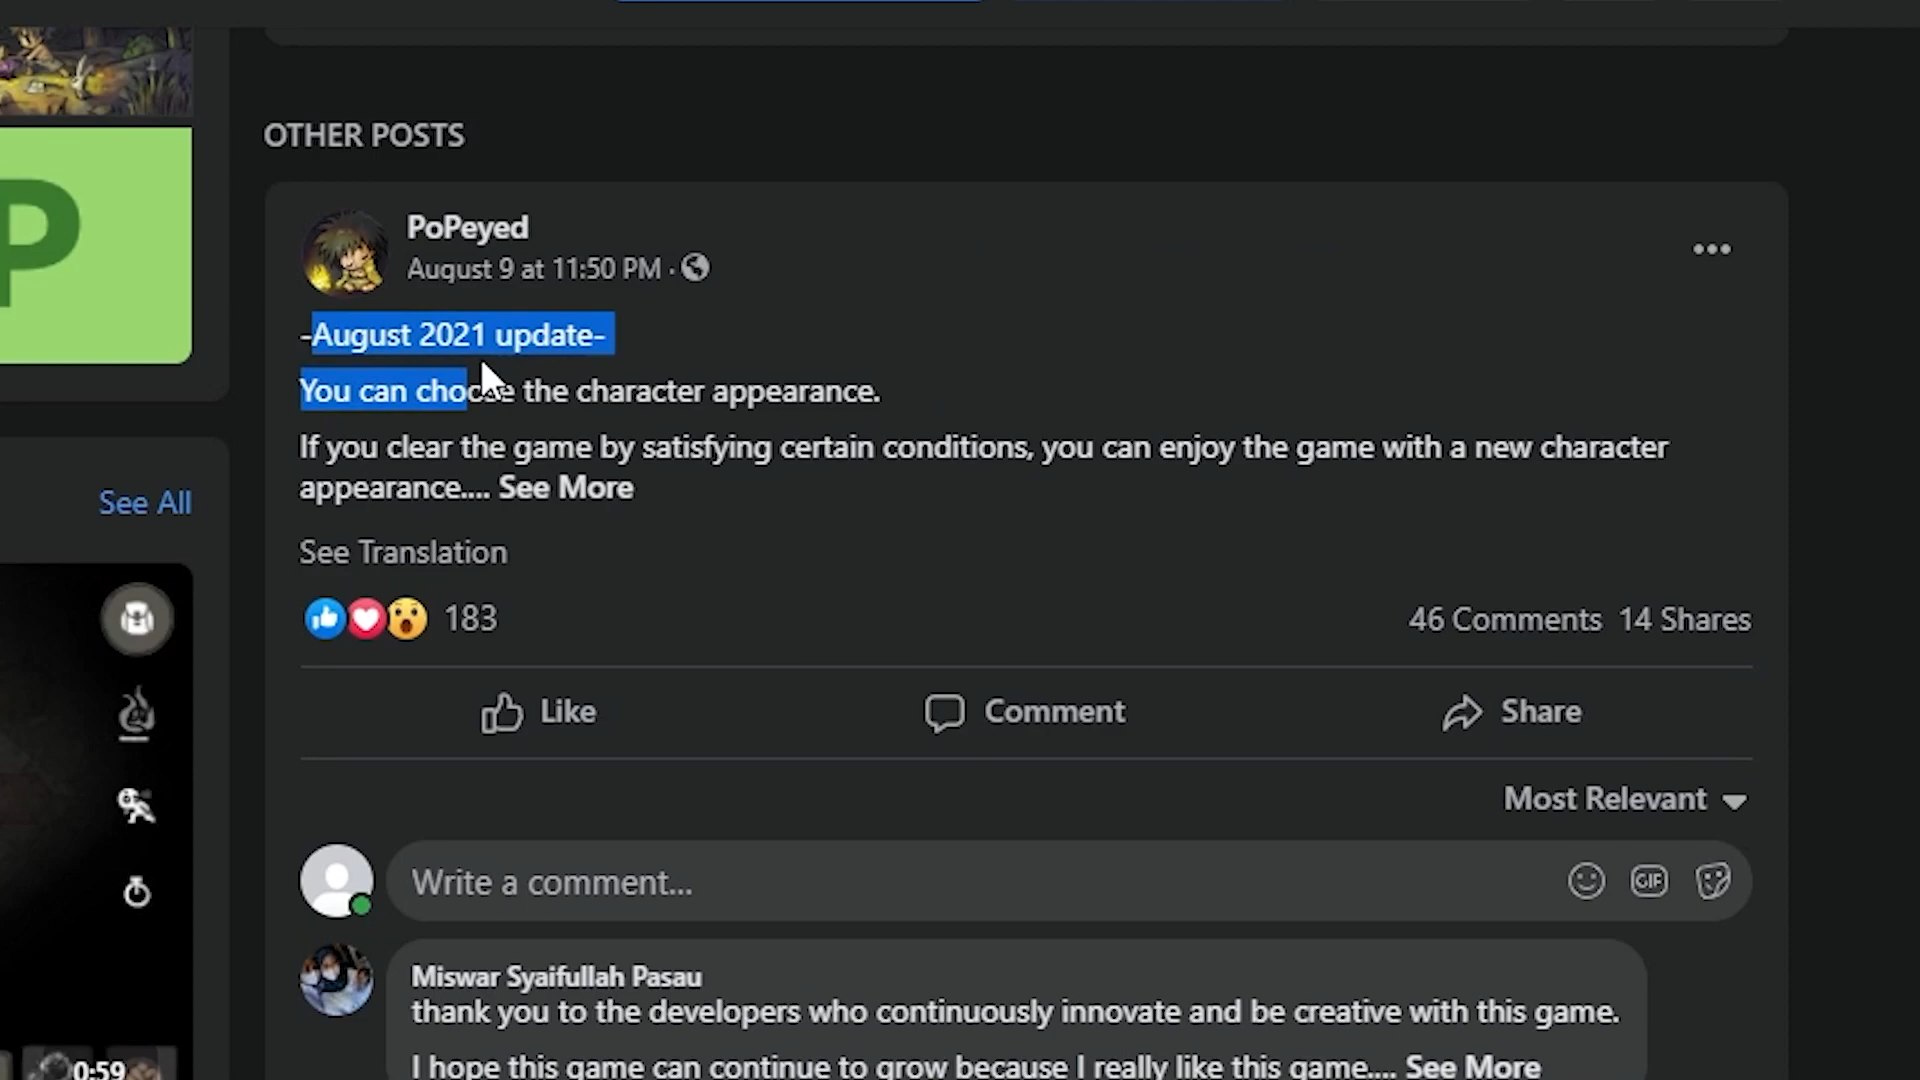 P
See All
0:59
OTHER POSTS
PoPeyed
August 9 at 11:50 PM ·
-August 2021 update-
You can choose the character appearance.
If you clear the game by satisfying certain conditions, you can enjoy the game with a new character
appearance.... See More
See Translation
183
46 Comments 14 Shares
Like
Comment
Share
Most Relevant
Write a comment...
GIF
Miswar Syaifullah Pasau
thank you to the developers who continuously innovate and be creative with this game.
I hope this game can continue to grow because I really like this game.... See More